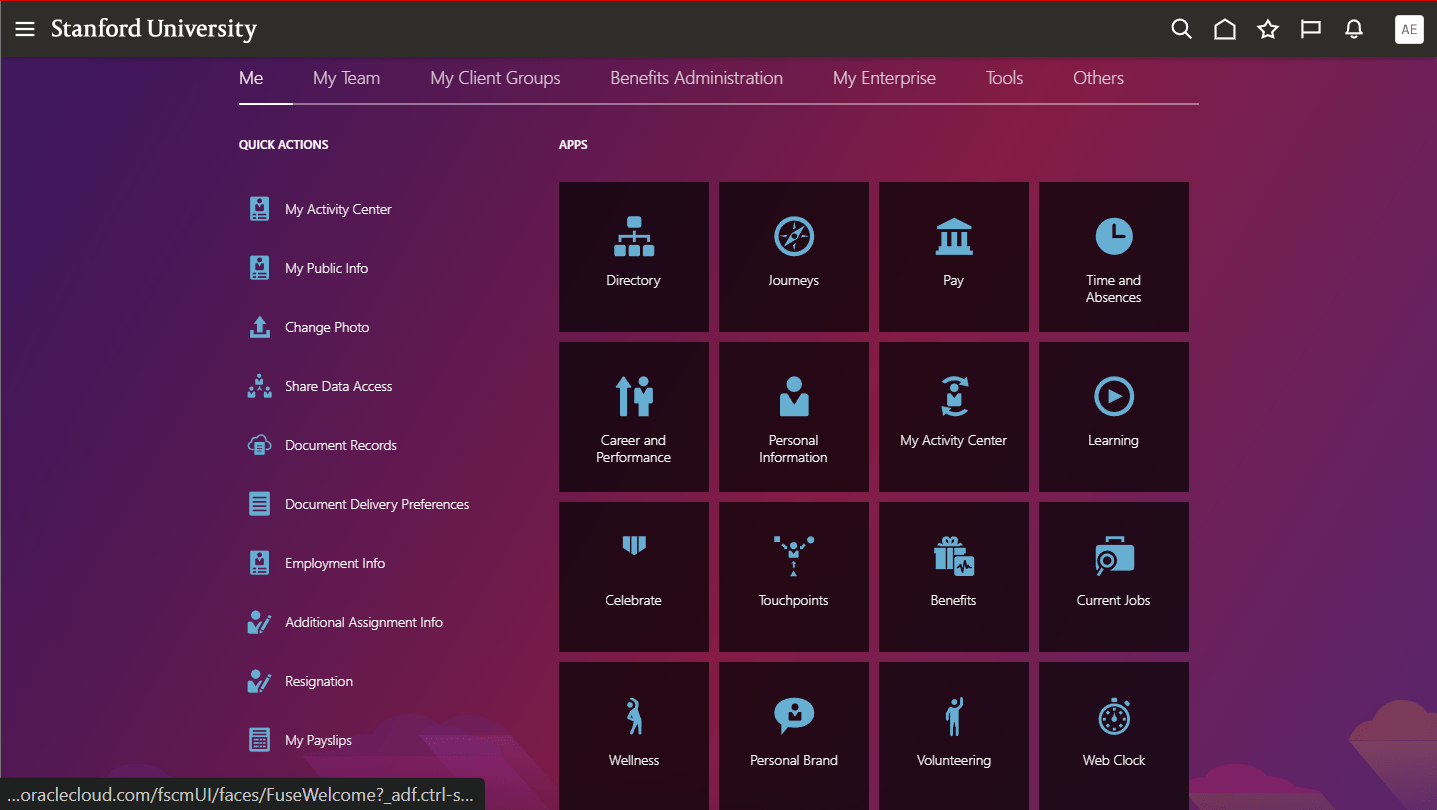 Stanford University
AE
Me My Team My Client Groups Benefits Administration My Enterprise Tools Others
QUICK ACTIONS
My Activity Center
My Public Info
Change Photo
Share Data Access
Document Records
Document Delivery Preferences
Employment Info
Additional Assignment Info
Resignation
My Payslips
APPS
Directory
Journeys
Pay
Time and
Absences
Career and
Performance
Personal
Information
My Activity Center
Learning
Celebrate
Touchpoints
Benefits
Current Jobs
Wellness
Personal Brand
Volunteering
Web Clock
...oraclecloud.com/fscmUI/faces/FuseWelcome?_adf.ctrl-s...